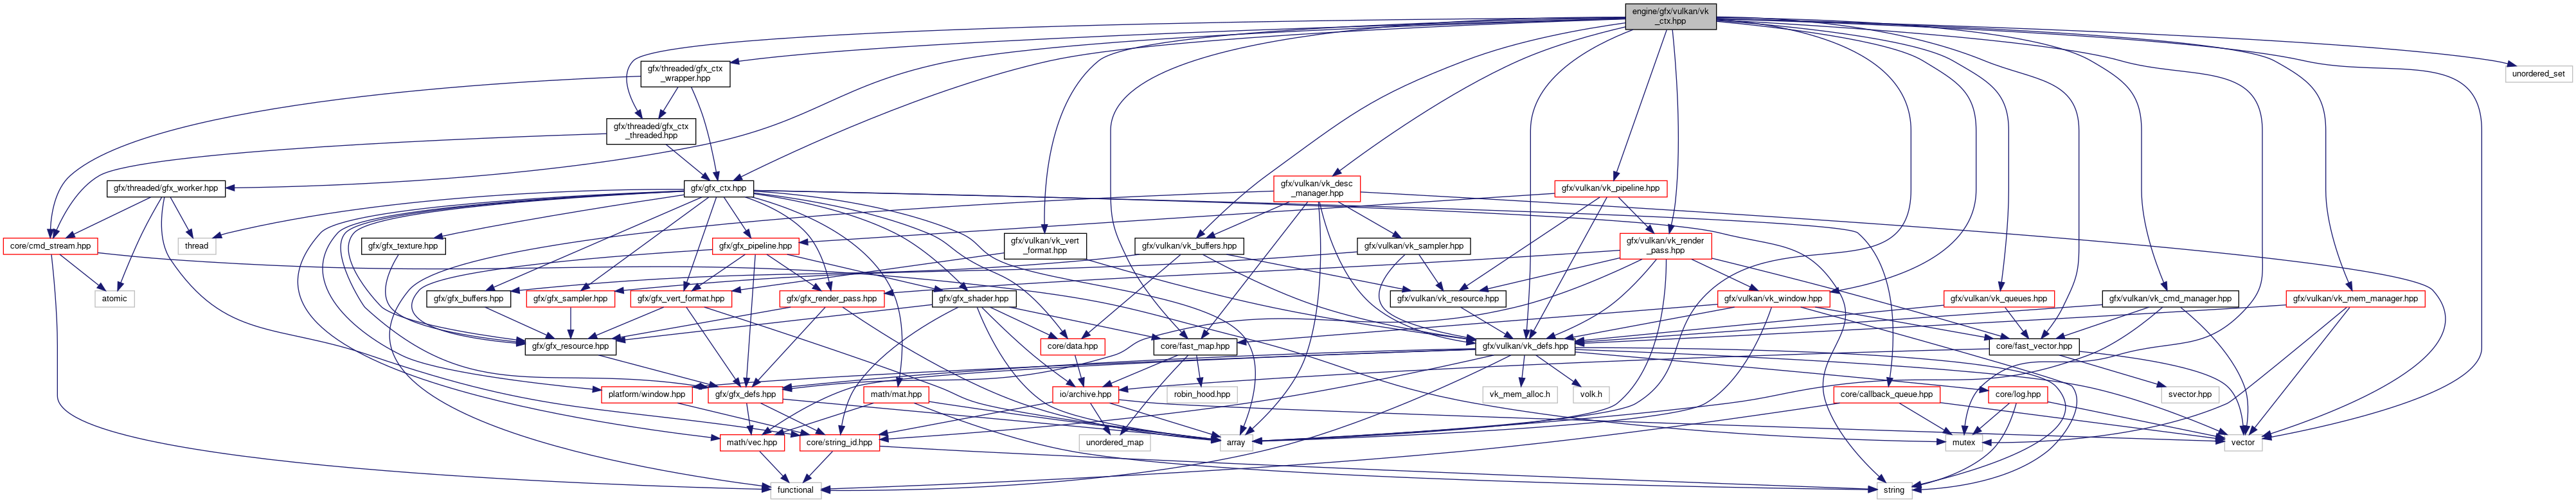 engine/gfx/vulkan/vk
_ctx.hpp
gfx/threaded/gfx_ctx
_wrapper.hpp
unordered_set
gfx/threaded/gfx_ctx
_threaded.hpp
gfx/threaded/gfx_worker.hpp
gfx/gfx_ctx.hpp
gfx/vulkan/vk_desc
_manager.hpp
gfx/vulkan/vk_pipeline.hpp
core/cmd_stream.hpp
thread
gfx/gfx_texture.hpp
gfx/gfx_pipeline.hpp
gfx/vulkan/vk_vert
_format.hpp
gfx/vulkan/vk_buffers.hpp
gfx/vulkan/vk_sampler.hpp
gfx/vulkan/vk_render
_pass.hpp
atomic
gfx/gfx_buffers.hpp
gfx/gfx_sampler.hpp
gfx/gfx_vert_format.hpp
gfx/gfx_render_pass.hpp
gfx/gfx_shader.hpp
gfx/vulkan/vk_resource.hpp
gfx/vulkan/vk_window.hpp
gfx/vulkan/vk_queues.hpp
gfx/vulkan/vk_cmd_manager.hpp
gfx/vulkan/vk_mem_manager.hpp
gfx/gfx_resource.hpp
core/data.hpp
core/fast_map.hpp
gfx/vulkan/vk_defs.hpp
core/fast_vector.hpp
platform/window.hpp
gfx/gfx_defs.hpp
math/mat.hpp
io/archive.hpp
robin_hood.hpp
vk_mem_alloc.h
volk.h
core/callback_queue.hpp
core/log.hpp
svector.hpp
math/vec.hpp
core/string_id.hpp
unordered_map
array
mutex
vector
functional
string